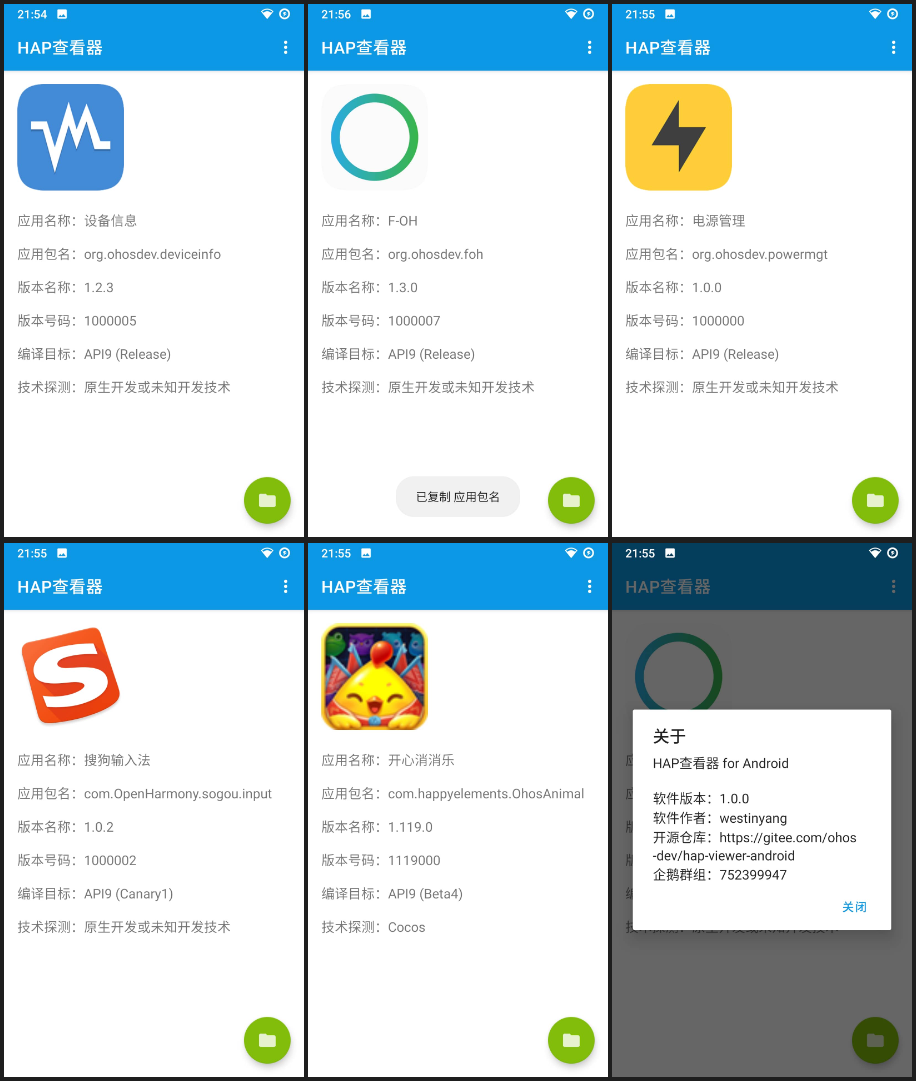 21:54
HAP查看器
应用名称：设备信息
应用包名：org.ohosdev.deviceinfo
版本名称：1.2.3
版本号码：1000005
编译目标：API9 (Release)
技术探测：原生开发或未知开发技术
21:56
HAP查看器
应用名称：F-OH
应用包名：org.ohosdev.foh
版本名称：1.3.0
版本号码：1000007
编译目标：API9 (Release)
技术探测：原生开发或未知开发技术
已复制 应用包名
21:55
HAP查看器
应用名称：电源管理
应用包名：org.ohosdev.powermgt
版本名称：1.0.0
版本号码：1000000
编译目标：API9 (Release)
技术探测：原生开发或未知开发技术
21:55
HAP查看器
应用名称：搜狗输入法
应用包名：com.OpenHarmony.sogou.input
版本名称：1.0.2
版本号码：1000002
编译目标：API9 (Canary1)
技术探测：原生开发或未知开发技术
21:55
HAP查看器
应用名称：开心消消乐
应用包名：com.happyelements.OhosAnimal
版本名称：1.119.0
版本号码：1119000
编译目标：API9 (Beta4)
技术探测：Cocos
21:55
HAP查看器
关于
HAP查看器 for Android
软件版本：1.0.0
软件作者：westinyang
开源仓库：https://gitee.com/ohos
-dev/hap-viewer-android
企鹅群组：752399947
关闭